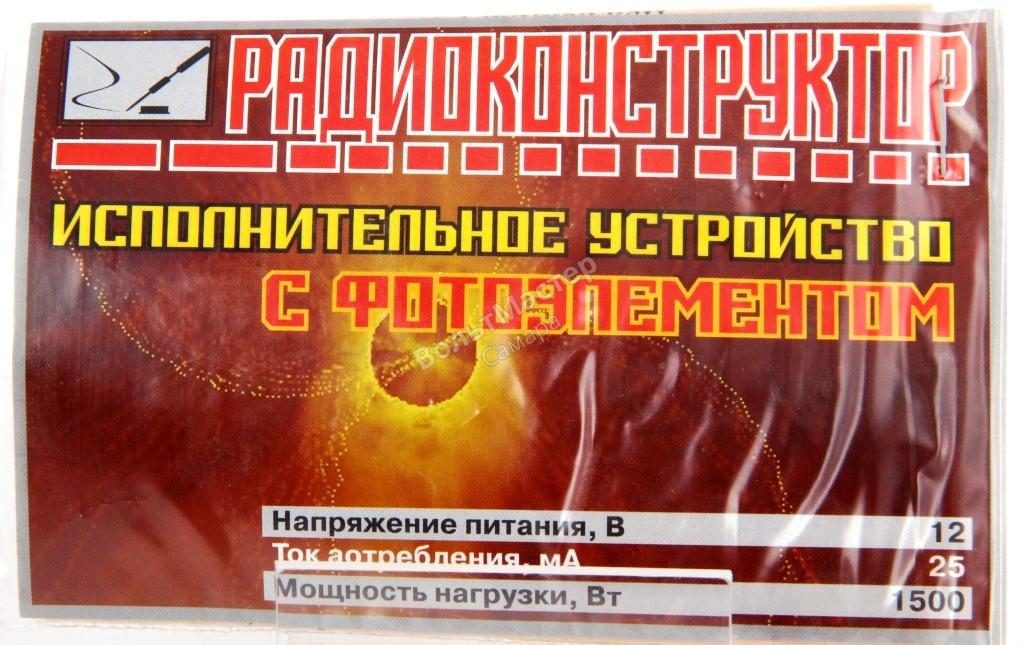 РАДИОКОНСТРУКТОР
ИСПОЛНИТЕЛЬНОЕ УСТРОЙСТВО
С ФОТОЭЛЕМЕНТОМ
ВольтМастер
Самара
Напряжение питания, В 12
Ток аотребления, мА 25
Мощность нагрузки, Вт 1500